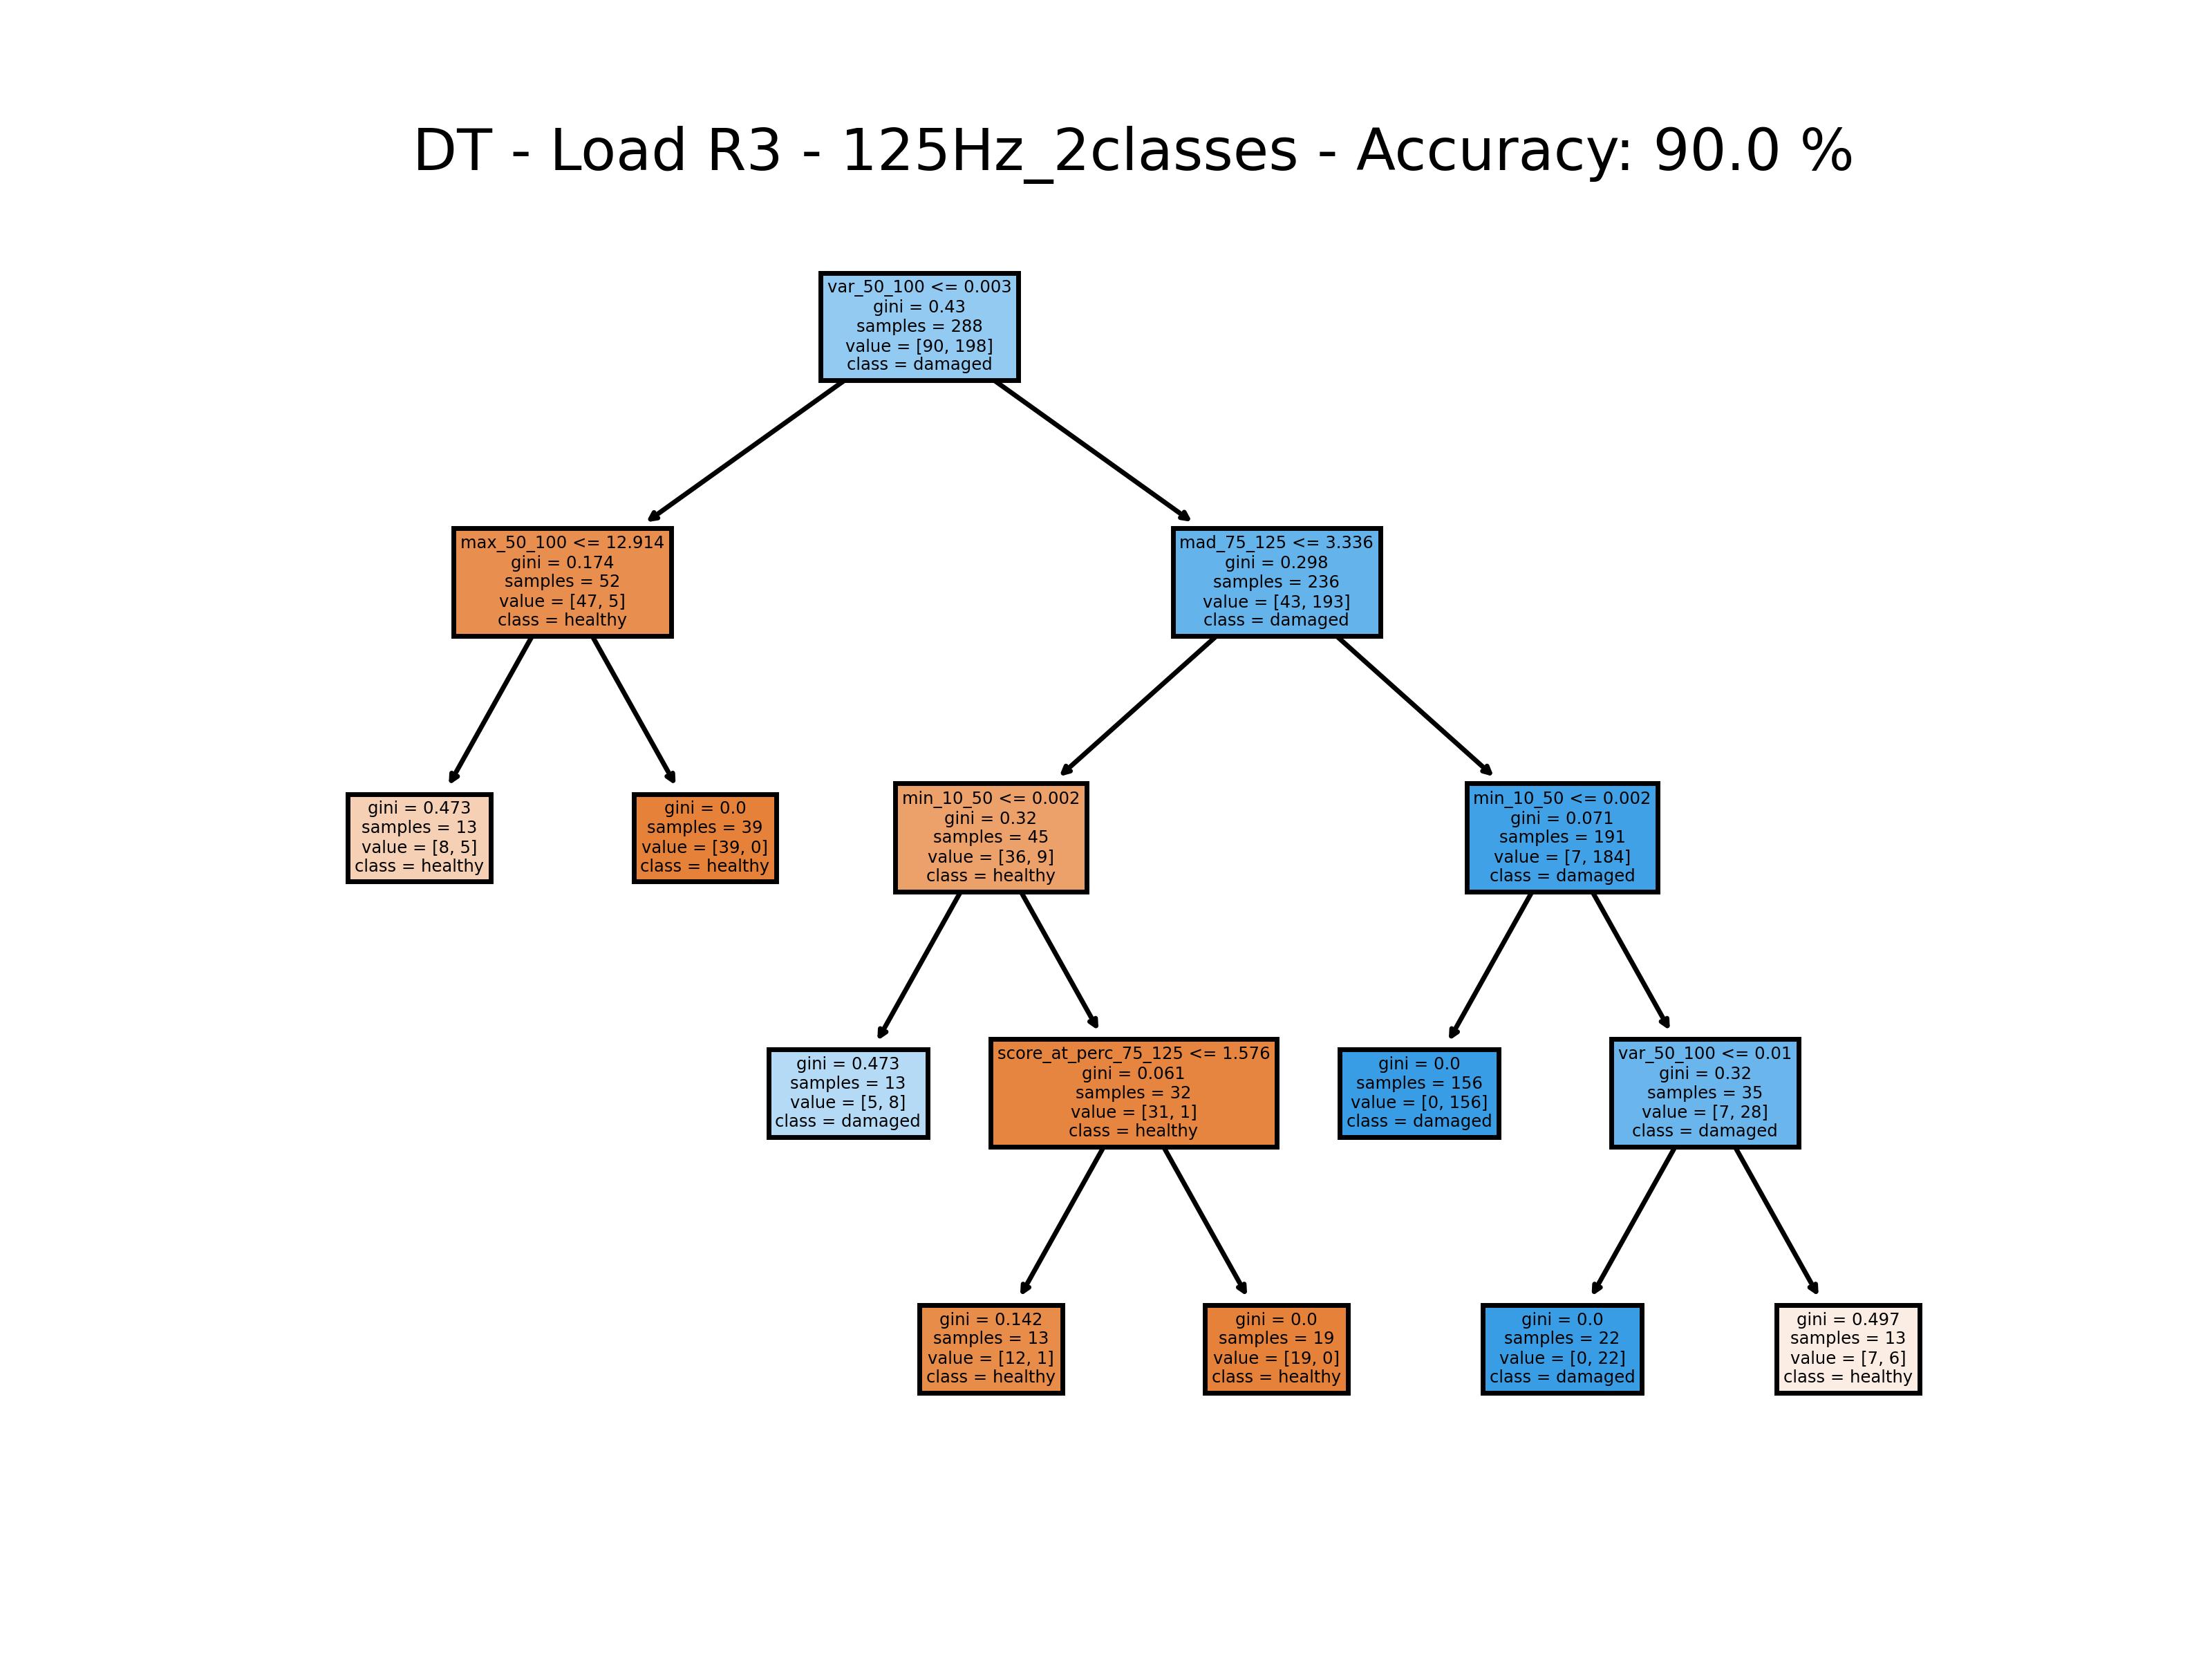 DT - Load R3 - 125Hz_2classes - Accuracy: 90.0 %
var_50_100 <= 0.003
gini = 0.43
samples = 288
value = [90, 198]
class = damaged
max_50_100 <= 12.914
gini = 0.174
samples = 52
value = [47, 5]
class = healthy
mad_75_125 <= 3.336
gini = 0.298
samples = 236
value = [43, 193]
class = damaged
gini = 0.473
samples = 13
value = [8, 5]
class = healthy
gini = 0.0
samples = 39
value = [39, 0]
class = healthy
min_10_50 <= 0.002
gini = 0.32
samples = 45
value = [36, 9]
class = healthy
min_10_50 <= 0.002
gini = 0.071
samples = 191
value = [7, 184]
class = damaged
gini = 0.473
samples = 13
value = [5, 8]
class = damaged
score_at_perc_75_125 <= 1.576
gini = 0.061
samples = 32
value = [31, 1]
class = healthy
gini = 0.0
samples = 156
value = [0, 156]
class = damaged
var_50_100 <= 0.01
gini = 0.32
samples = 35
value = [7, 28]
class = damaged
gini = 0.142
samples = 13
value = [12, 1]
class = healthy
gini = 0.0
samples = 19
value = [19, 0]
class = healthy
gini = 0.0
samples = 22
value = [0, 22]
class = damaged
gini = 0.497
samples = 13
value = [7, 6]
class = healthy